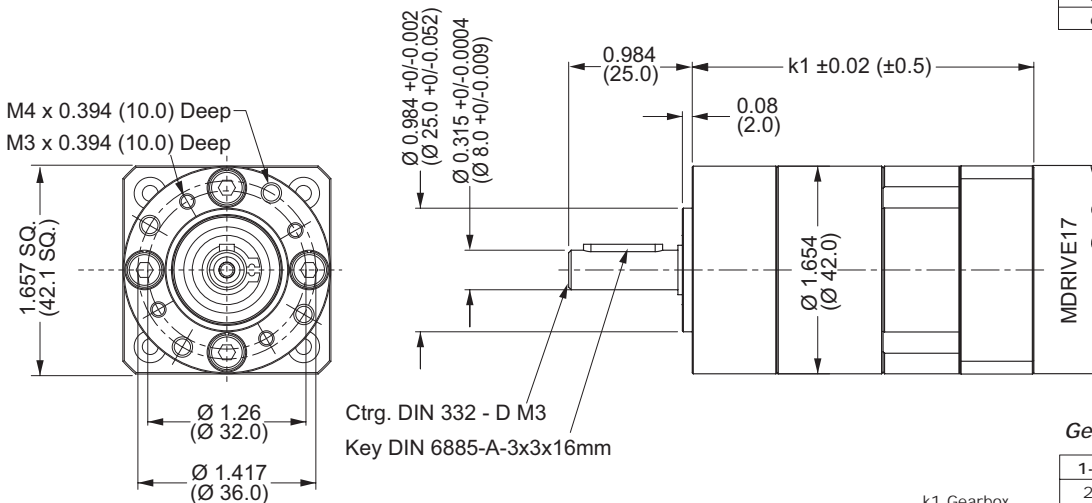 M4 x 0.394 (10.0) Deep
M3 x 0.394 (10.0) Deep
1.657 SQ.
(42.1 SQ.)
Ø 1.26
(Ø 32.0)
Ø 1.417
(Ø 36.0)
Ø 0.984 +0/-0.002
(Ø 25.0 +0/-0.052)
Ø 0.315 +0/-0.0004
(Ø 8.0 +0/-0.009)
0.984
(25.0)
k1 ±0.02 (±0.5)
0.08
(2.0)
Ø 1.654
(Ø 42.0)
MDRIVE17
Ctrg. DIN 332 - D M3
Key DIN 6885-A-3x3x16mm
Ge
k1 Gearbox
1-
2